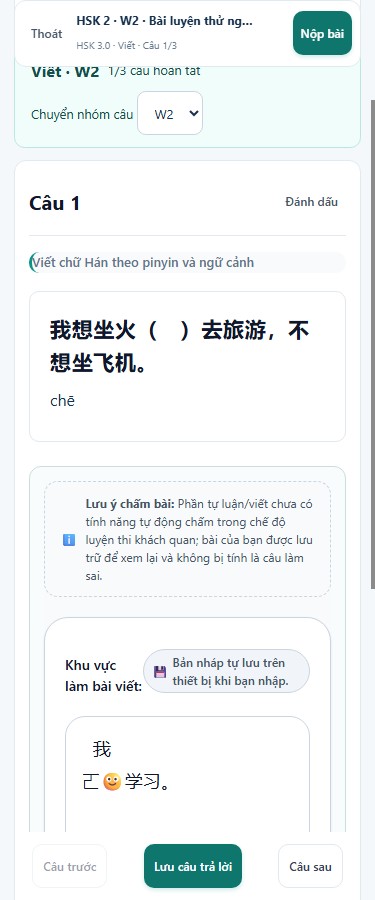 Thoát
HSK 2 · W2 · Bài luyện thử ng...
HSK 3.0 · Viết · Câu 1/3
Nộp bài
Viết · W2 1/3 câu hoàn tất
Chuyển nhóm câu W2
Câu 1
Đánh dấu
Viết chữ Hán theo pinyin và ngữ cảnh
我想坐火（ ）去旅游，不
想坐飞机。
chē
Lưu ý chấm bài: Phần tự luận/viết chưa có
tính năng tự động chấm trong chế độ
luyện thi khách quan; bài của bạn được lưu
trữ để xem lại và không bị tính là câu làm
sai.
Khu vực
làm bài viết:
Bản nháp tự lưu trên
thiết bị khi bạn nhập.
我
学习。
Câu trước
Lưu câu trả lời
Câu sau